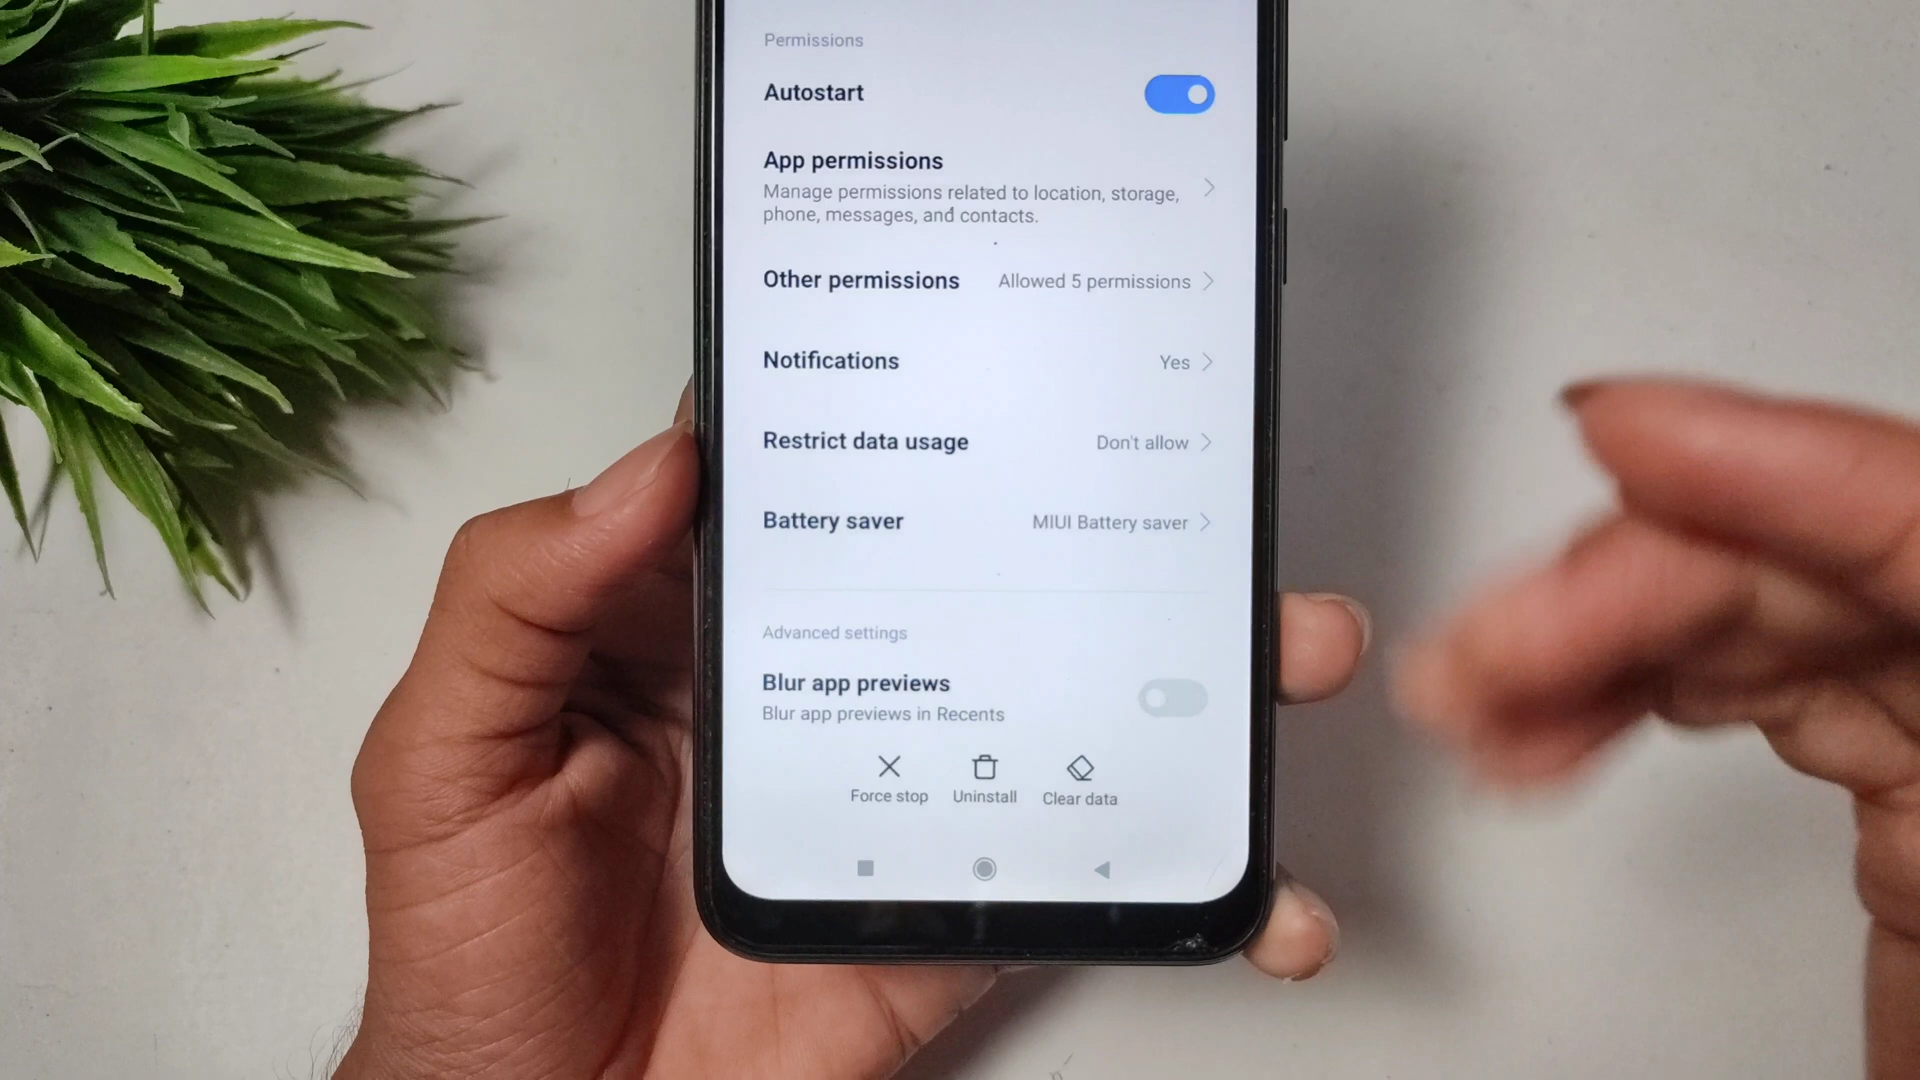 Permissions
Autostart
App permissions
Manage permissions related to location, storage,
phone, messages, and contacts.
Other permissions Allowed 5 permissions
Notifications Yes
Restrict data usage Don't allow
Battery saver MIUI Battery saver
Advanced settings
Blur app previews
Blur app previews in Recents
Force stop Uninstall Clear data